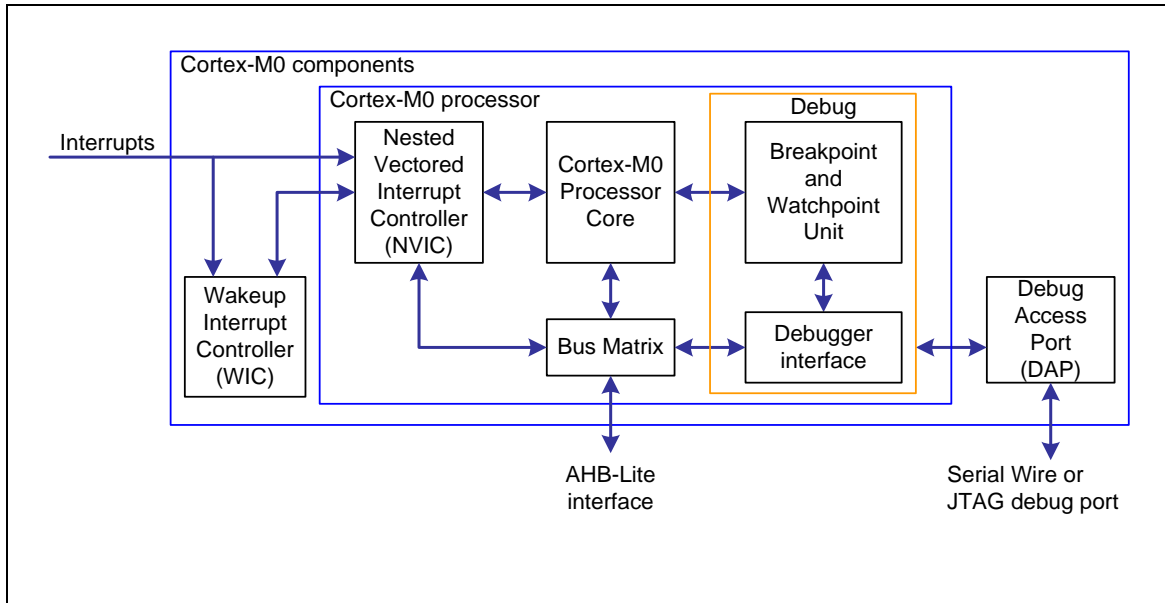 Cortex-M0 components
Cortex-M0 processor
Debug
Interrupts
Nested
Vectored
Interrupt
Controller
(NVIC)
Cortex-M0
Processor
Core
Breakpoint
and
Watchpoint
Unit
Wakeup
Interrupt
Controller
(WIC)
Bus Matrix
Debugger
interface
Debug
Access
Port
(DAP)
AHB-Lite
interface
Serial Wire or
JTAG debug port